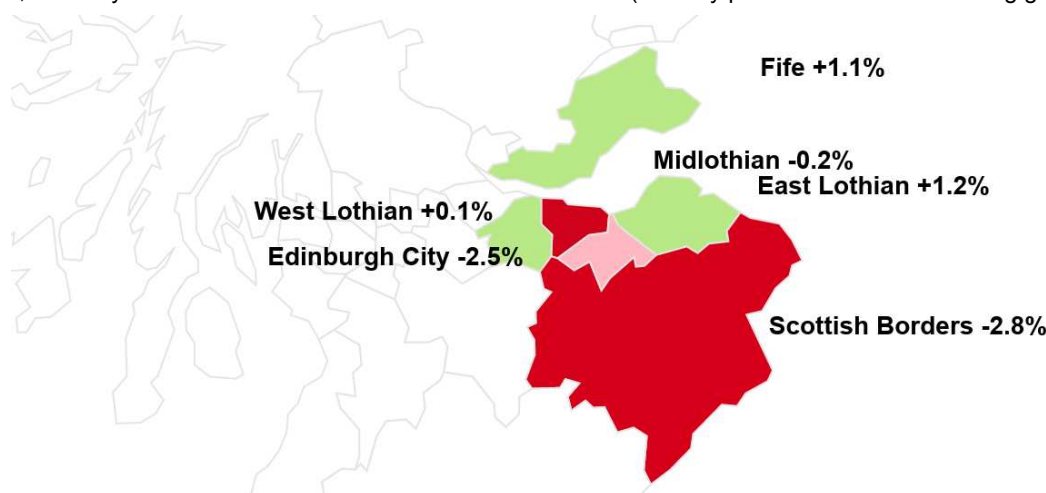 Fife +1.1%
Midlothian -0.2%
East Lothian +1.2%
West Lothian +0.1%
Edinburgh City -2.5%
Scottish Borders -2.8%